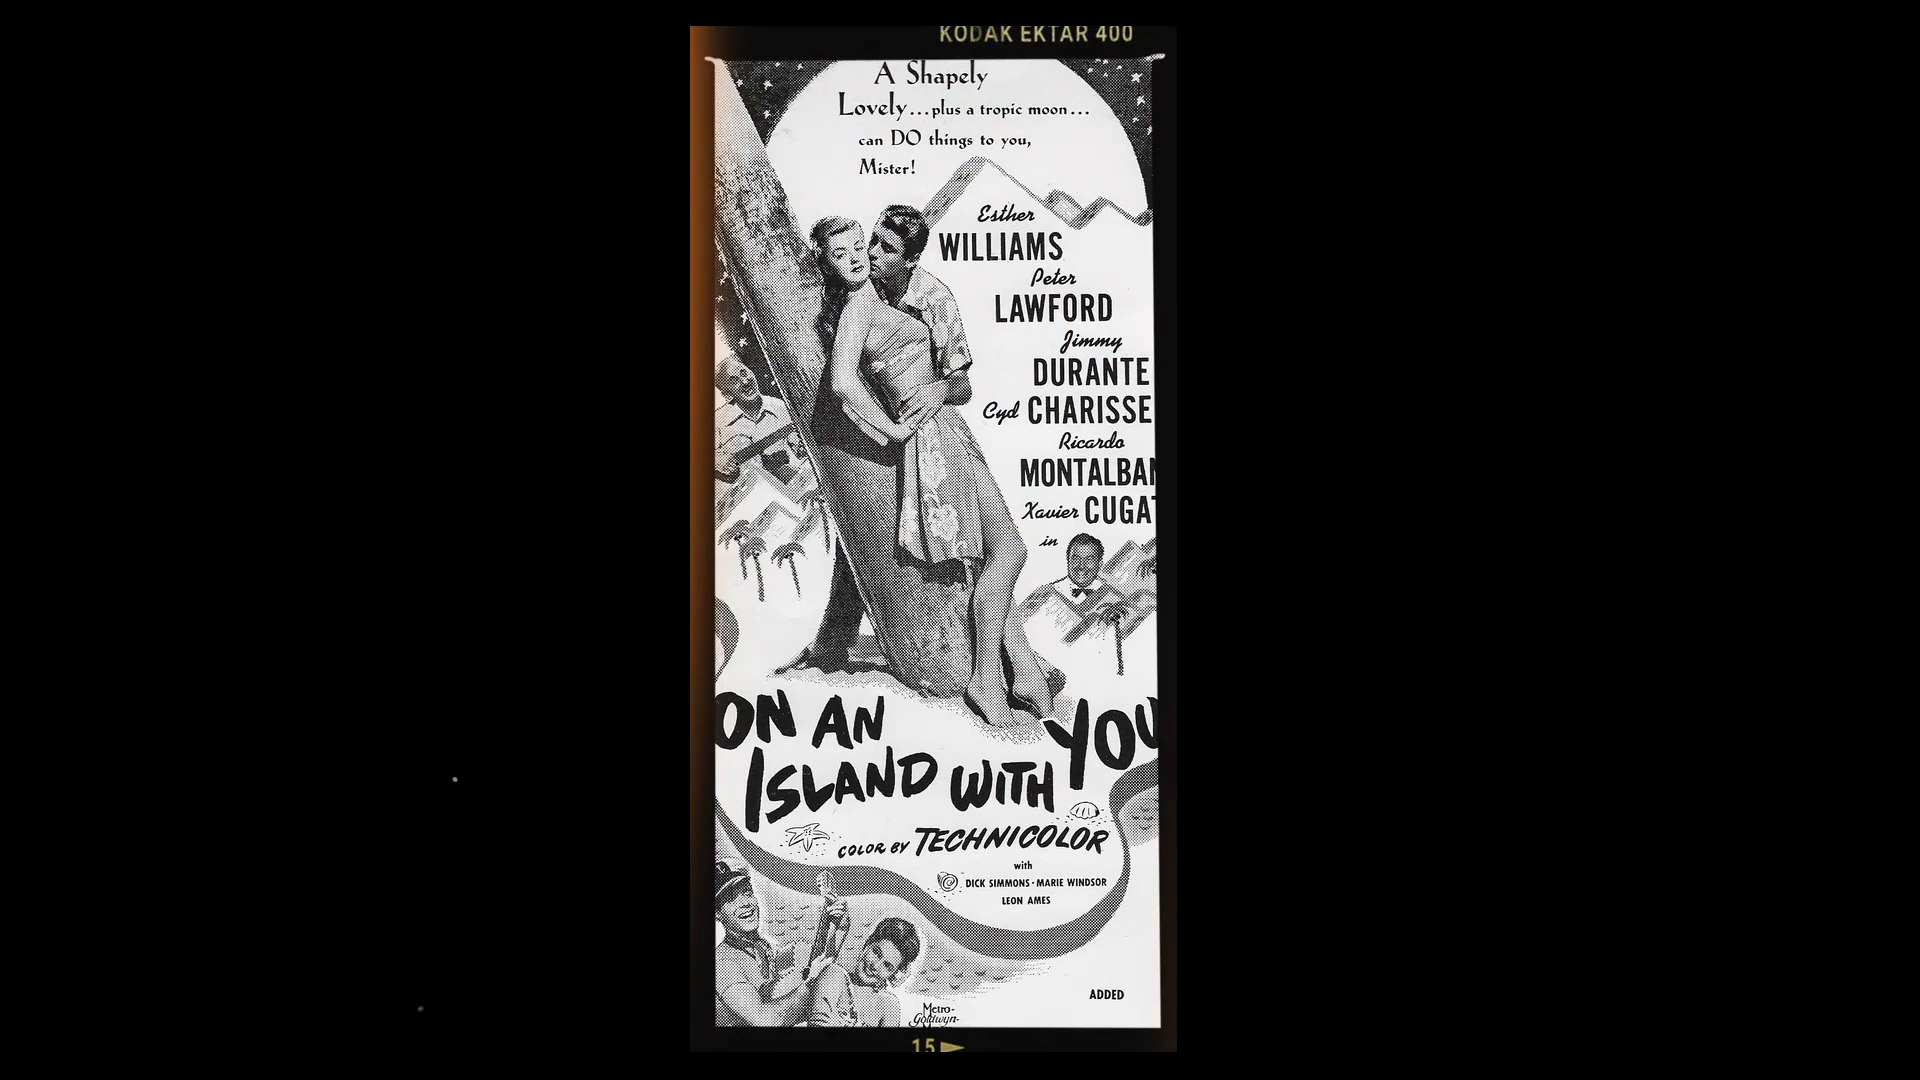 KODAK EKTAR 400
A Shapely
Lovely...plus a tropic moon...
can DO things to you,
Mister!
Esther
WILLIAMS
Peter
LAWFORD
Jimmy
DURANTE
Cyd CHARISSE
Ricardo
MONTALBAN
Xavier CUGAT
in
ON AN
ISLAND WITH YOU
COLOR BY TECHNICOLOR
with
DICK SIMMONS · MARIE WINDSOR
LEON AMES
ADDED
Metro-
Goldwyn-
15